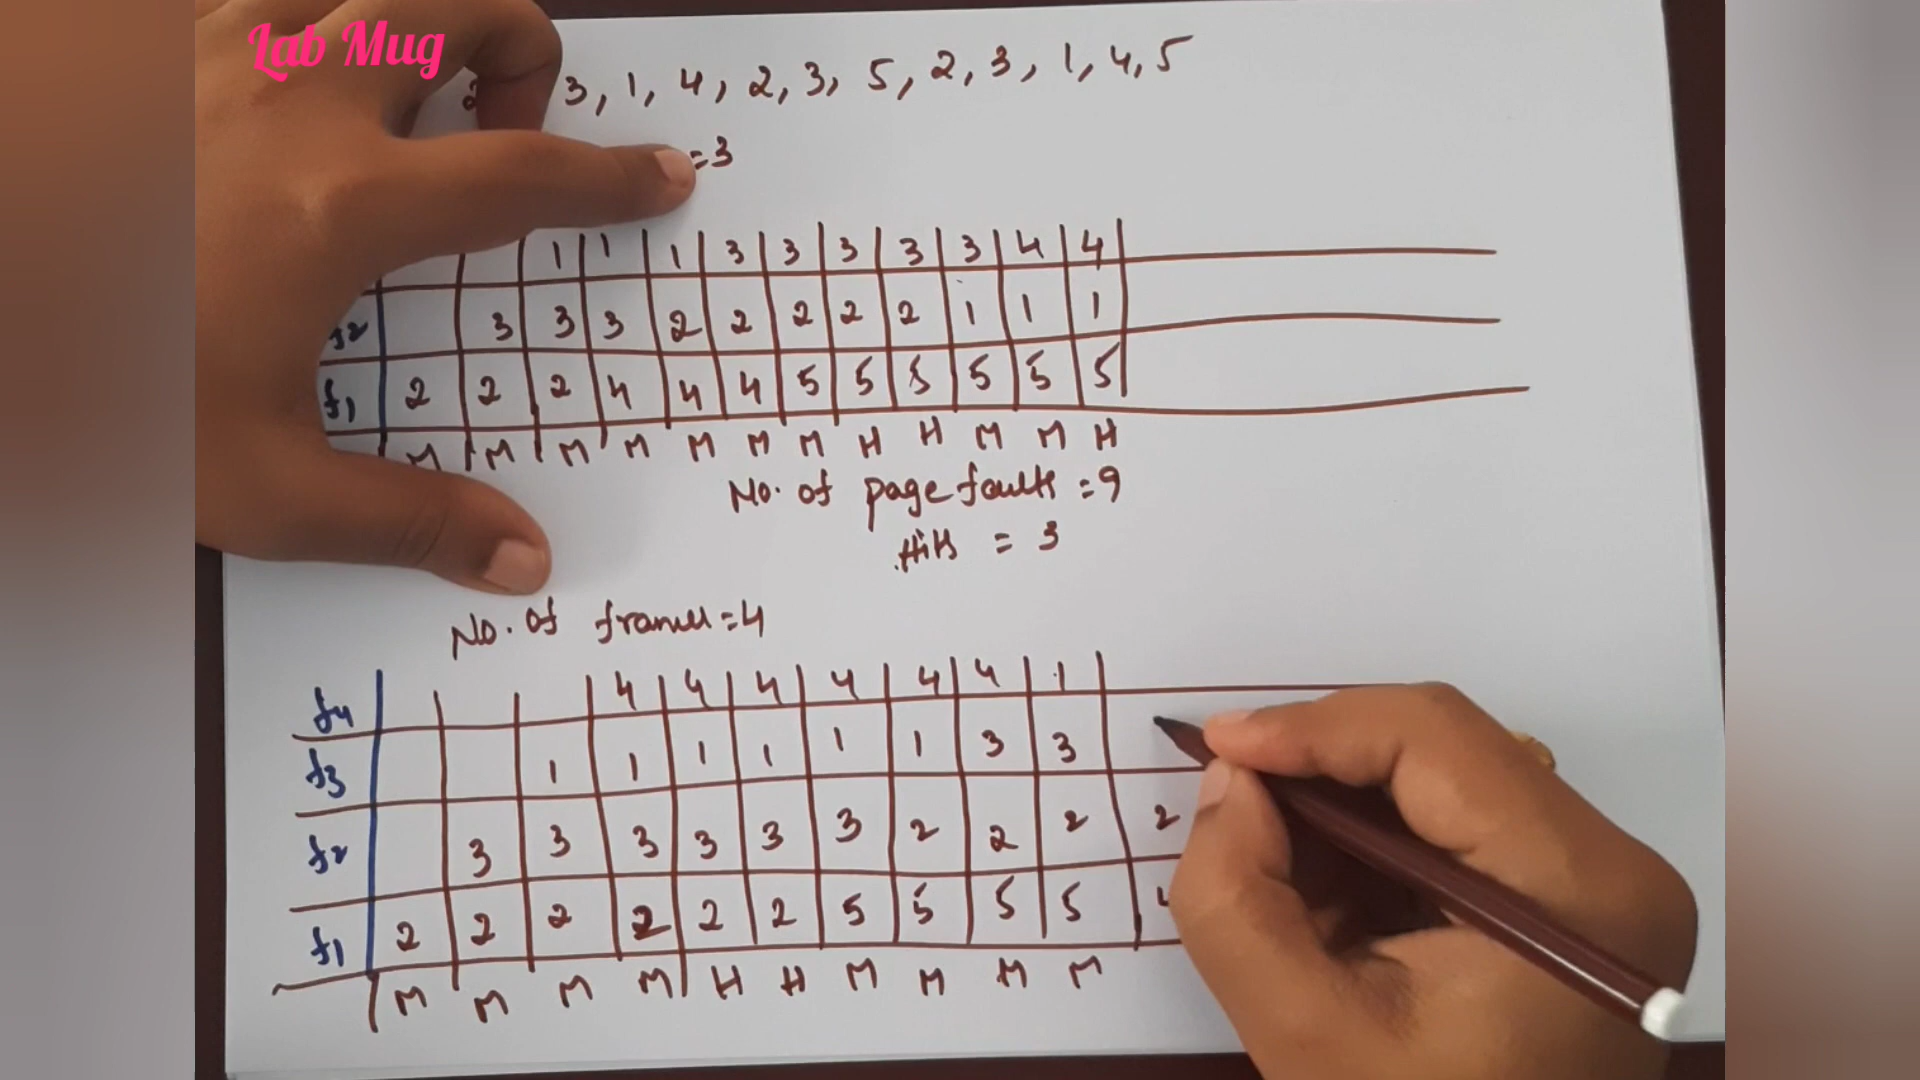 Lab Mug
2 3, 1, 4, 2, 3, 5, 2, 3, 1, 4, 5
=3
1 1 1 3 3 3 3 3 4 4
f2 3 3 3 2 2 2 2 2 1 1 1
f1 2 2 2 4 4 4 5 5 5 5 5 5
M M M M M M M H H M M H
No. of page faults = 9
Hits = 3
No. of frames = 4
f4 4 4 4 4 4 4 1
f3 1 1 1 1 1 1 3 3
f2 3 3 3 3 3 3 2 2 2 2
f1 2 2 2 2 2 2 5 5 5 5
M M M M H H M M M M